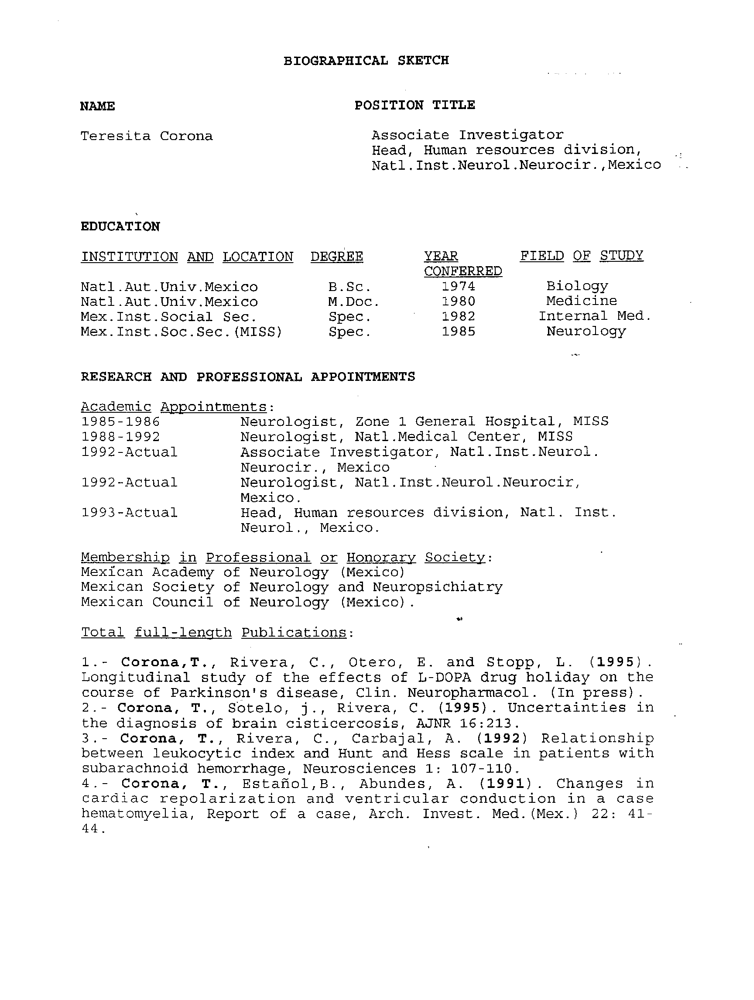 BIOGRAPHICAL SKETCH
NAME POSITION TITLE
Teresita Corona Associate Investigator
Head, Human resources division,
Natl.Inst.Neurol.Neurocir.,Mexico
EDUCATION
INSTITUTION AND LOCATION DEGREE YEAR FIELD OF STUDY
CONFERRED
Natl.Aut.Univ.Mexico B.Sc. 1974 Biology
Natl.Aut.Univ.Mexico M.Doc. 1980 Medicine
Mex.Inst.Social Sec. Spec. 1982 Internal Med.
Mex.Inst.Soc.Sec.(MISS) Spec. 1985 Neurology
RESEARCH AND PROFESSIONAL APPOINTMENTS
Academic Appointments:
1985-1986 Neurologist, Zone 1 General Hospital, MISS
1988-1992 Neurologist, Natl.Medical Center, MISS
1992-Actual Associate Investigator, Natl.Inst.Neurol.
Neurocir., Mexico
1992-Actual Neurologist, Natl.Inst.Neurol.Neurocir,
Mexico.
1993-Actual Head, Human resources division, Natl. Inst.
Neurol., Mexico.
Membership in Professional or Honorary Society:
Mexican Academy of Neurology (Mexico)
Mexican Society of Neurology and Neuropsichiatry
Mexican Council of Neurology (Mexico).
Total full-length Publications:
1.- Corona,T., Rivera, C., Otero, E. and Stopp, L. (1995).
Longitudinal study of the effects of L-DOPA drug holiday on the
course of Parkinson's disease, Clin. Neuropharmacol. (In press).
2.- Corona, T., Sotelo, j., Rivera, C. (1995). Uncertainties in
the diagnosis of brain cisticercosis, AJNR 16:213.
3.- Corona, T., Rivera, C., Carbajal, A. (1992) Relationship
between leukocytic index and Hunt and Hess scale in patients with
subarachnoid hemorrhage, Neurosciences 1: 107-110.
4.- Corona, T., Estañol,B., Abundes, A. (1991). Changes in
cardiac repolarization and ventricular conduction in a case
hematomyelia, Report of a case, Arch. Invest. Med.(Mex.) 22: 41-
44.